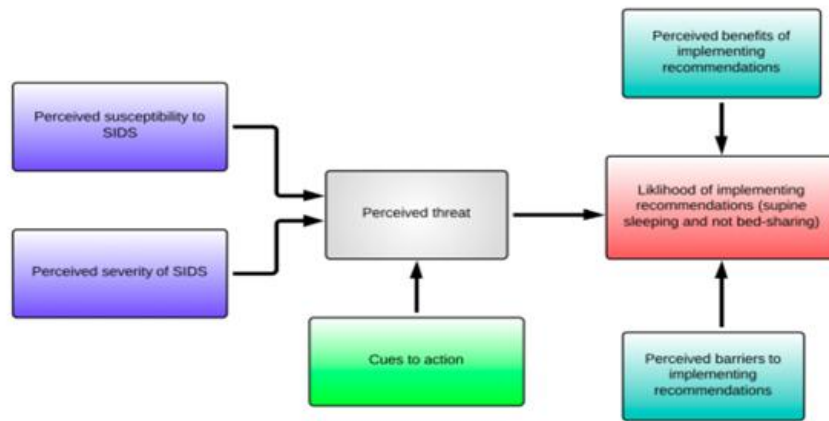 Perceived benefits of
implementing
recommendations
Perceived susceptibility to
SIDS
Perceived threat
Liklihood of implementing
recommendations (supine
sleeping and not bed-sharing)
Perceived severity of SIDS
Cues to action
Perceived barriers to
implementing
recommendations